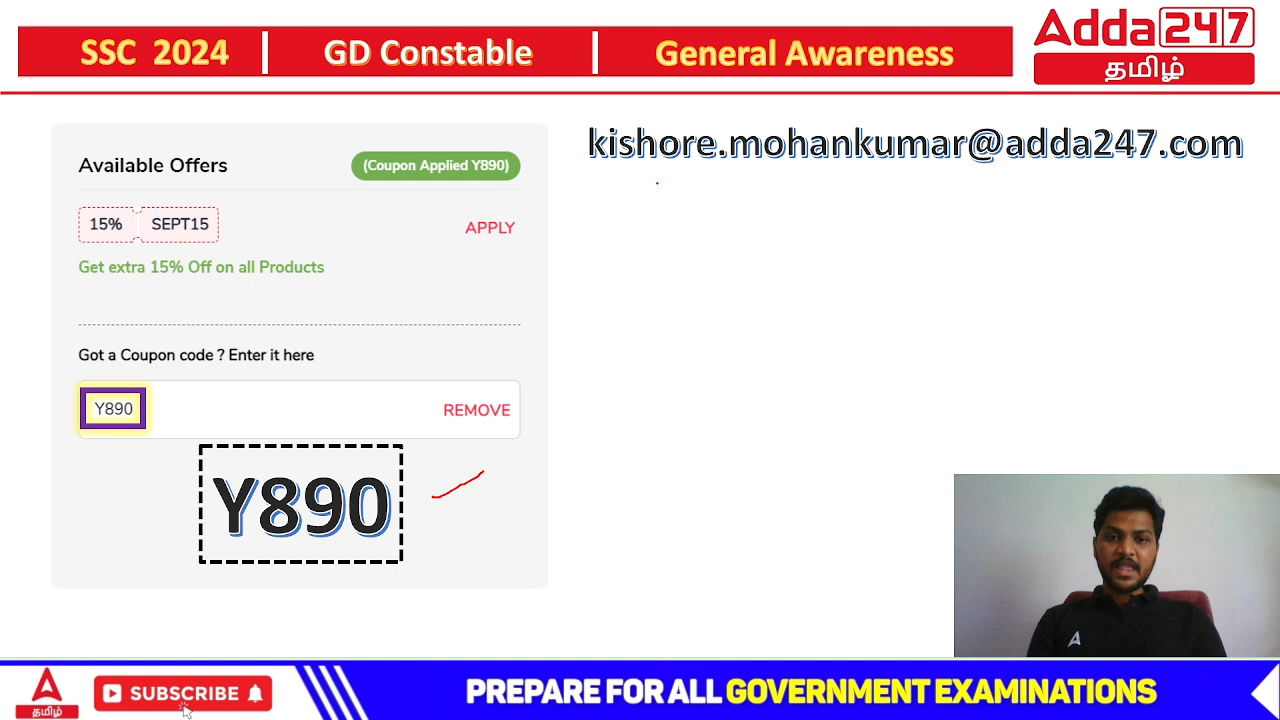 SSC 2024
GD Constable
General Awareness
Adda247
தமிழ்
kishore.mohankumar@adda247.com
Available Offers
(Coupon Applied Y890)
15%
SEPT15
APPLY
Get extra 15% Off on all Products
Got a Coupon code ? Enter it here
Y890
REMOVE
Y890
தமிழ்
SUBSCRIBE
PREPARE FOR ALL GOVERNMENT EXAMINATIONS